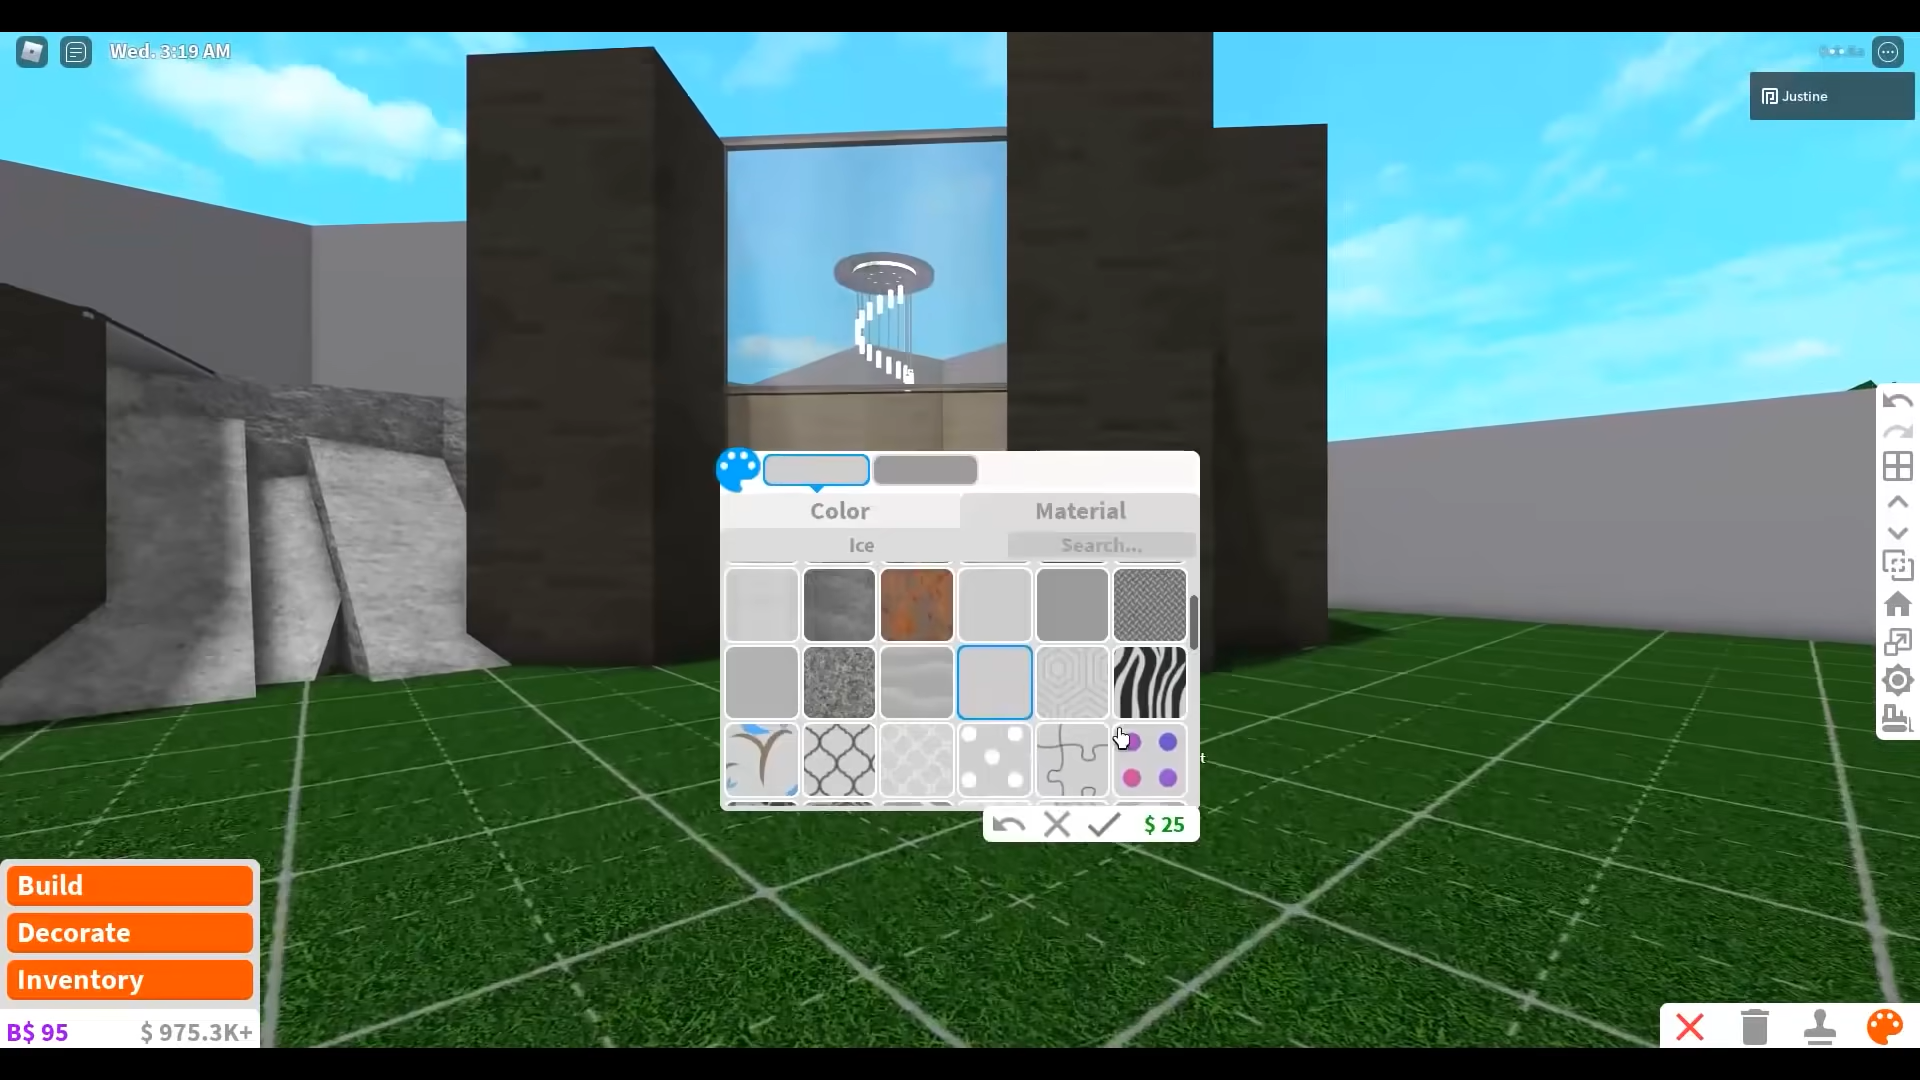 Wed. 3:19 AM
Justine
Color
Material
Ice
Search...
$ 25
Build
Decorate
Inventory
B$ 95
$ 975.3K+